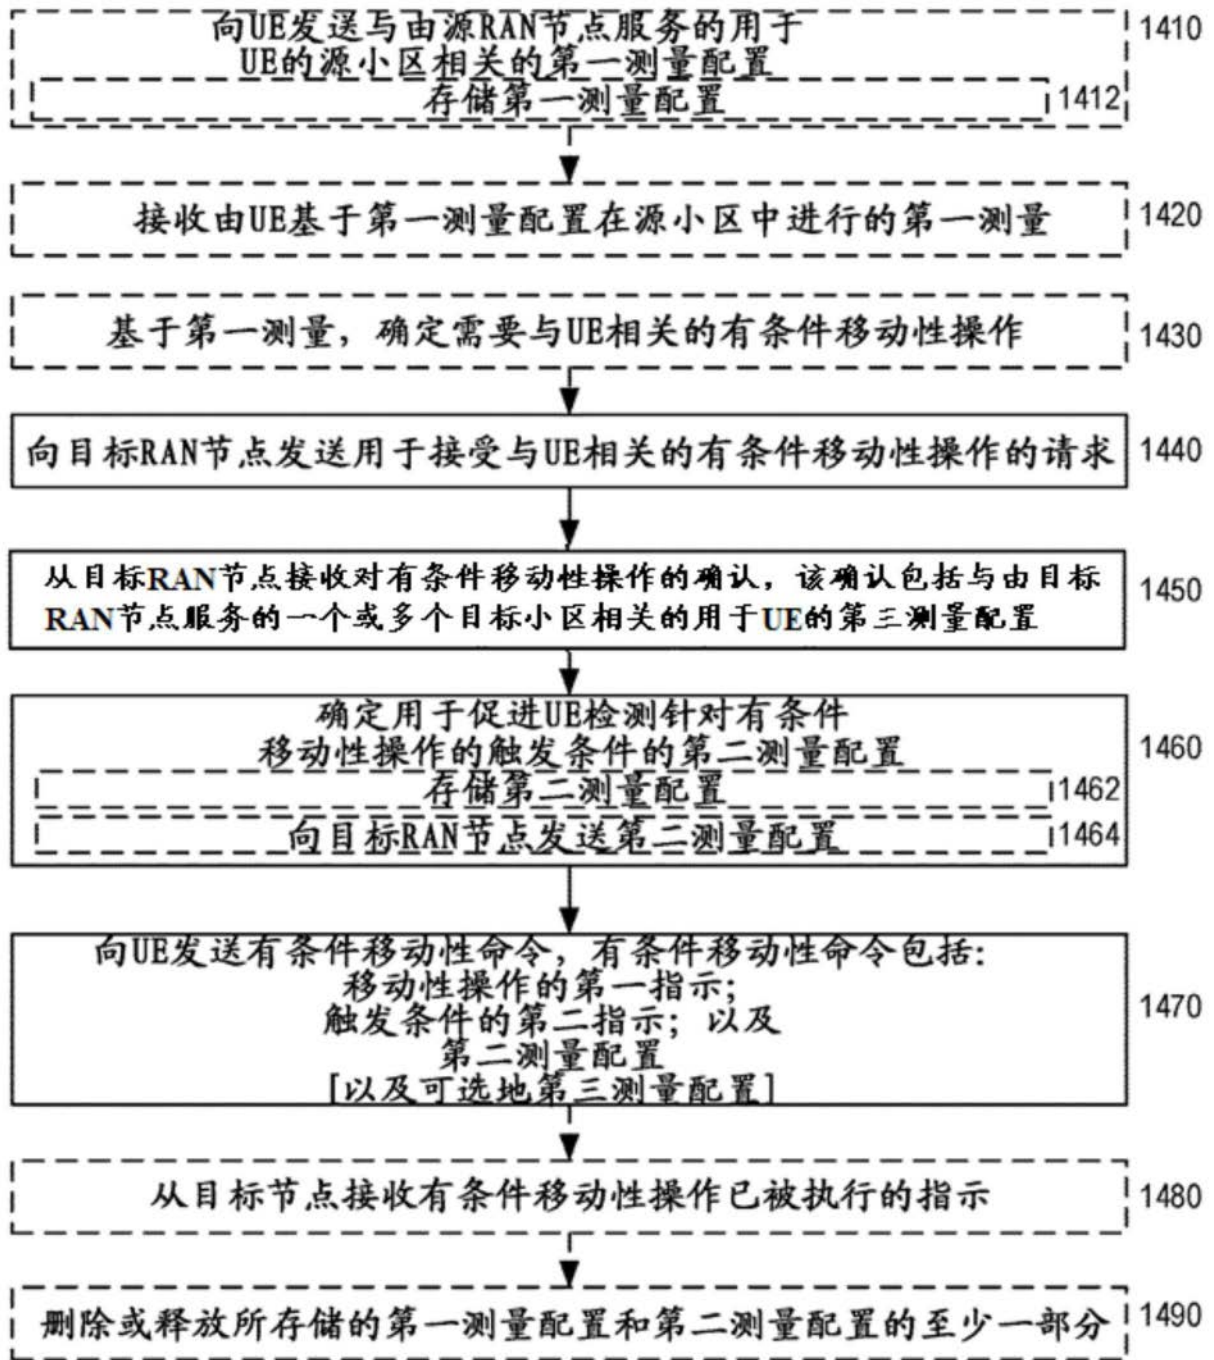 向UE发送与由源RAN节点服务的用于
UE的源小区相关的第一测量配置
1410
存储第一测量配置
1412
接收由UE基于第一测量配置在源小区中进行的第一测量
1420
基于第一测量，确定需要与UE相关的有条件移动性操作
1430
向目标RAN节点发送用于接受与UE相关的有条件移动性操作的请求
1440
从目标RAN节点接收对有条件移动性操作的确认，该确认包括与由目标
RAN节点服务的一个或多个目标小区相关的用于UE的第三测量配置
1450
确定用于促进UE检测针对有条件
移动性操作的触发条件的第二测量配置
1460
存储第二测量配置
1462
向目标RAN节点发送第二测量配置
1464
向UE发送有条件移动性命令，有条件移动性命令包括：
移动性操作的第一指示；
触发条件的第二指示；以及
第二测量配置
[以及可选地第三测量配置]
1470
从目标节点接收有条件移动性操作已被执行的指示
1480
删除或释放所存储的第一测量配置和第二测量配置的至少一部分
1490